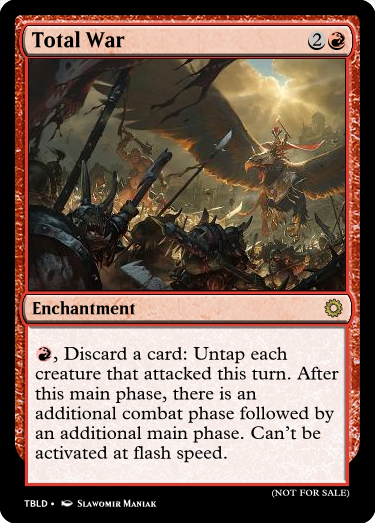 Total War 2
Enchantment
, Discard a card: Untap each
creature that attacked this turn. After
this main phase, there is an
additional combat phase followed by
an additional main phase. Can't be
activated at flash speed.
(NOT FOR SALE)
TBLD • Slawomir Maniak